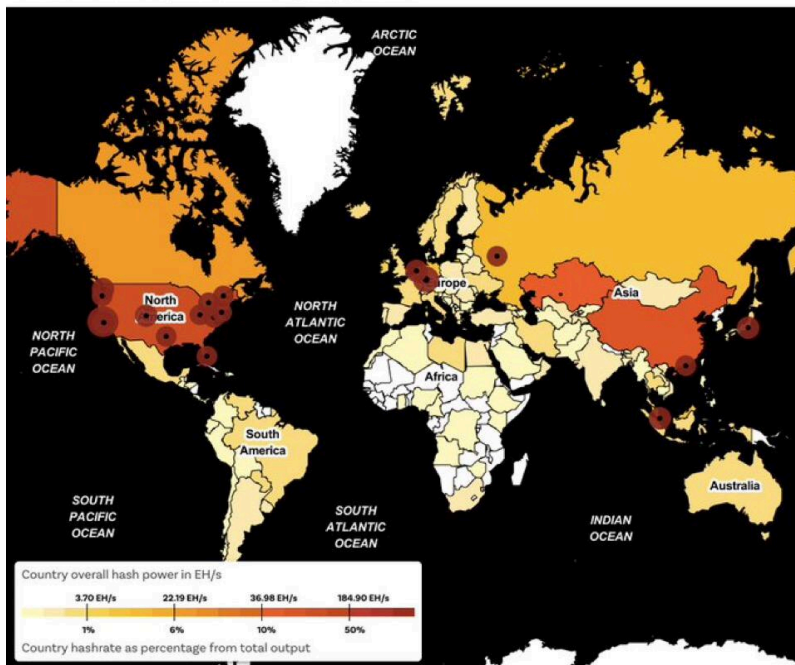 ARCTIC
OCEAN
North
America
NORTH
PACIFIC
OCEAN
NORTH
ATLANTIC
OCEAN
Europe
Asia
Africa
South
America
SOUTH
PACIFIC
OCEAN
SOUTH
ATLANTIC
OCEAN
INDIAN
OCEAN
Australia
Country overall hash power in EH/s
3.70 EH/s 22.19 EH/s 36.98 EH/s 184.90 EH/s
1% 6% 10% 50%
Country hashrate as percentage from total output